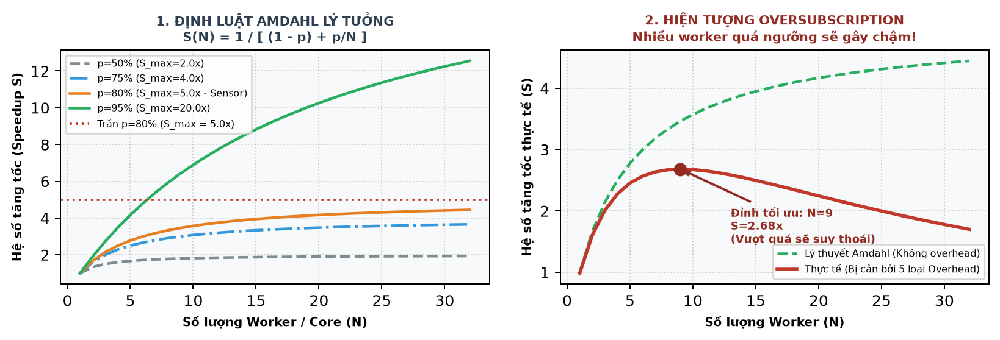 1. ĐỊNH LUẬT AMDAHL LÝ TƯỞNG
S(N) = 1 / [ (1 - p) + p/N ]
Hệ số tăng tốc (Speedup S)
12
10
8
6
4
2
p=50% (S_max=2.0x)
p=75% (S_max=4.0x)
p=80% (S_max=5.0x - Sensor)
p=95% (S_max=20.0x)
Trần p=80% (S_max = 5.0x)
0 5 10 15 20 25 30
Số lượng Worker / Core (N)
2. HIỆN TƯỢNG OVERSUBSCRIPTION
Nhiều worker quá ngưỡng sẽ gây chậm!
Hệ số tăng tốc thực tế (S)
4
3
2
1
Đỉnh tối ưu: N=9
S=2.68x
(Vượt quá sẽ suy thoái)
Lý thuyết Amdahl (Không overhead)
Thực tế (Bị cản bởi 5 loại Overhead)
0 5 10 15 20 25 30
Số lượng Worker (N)